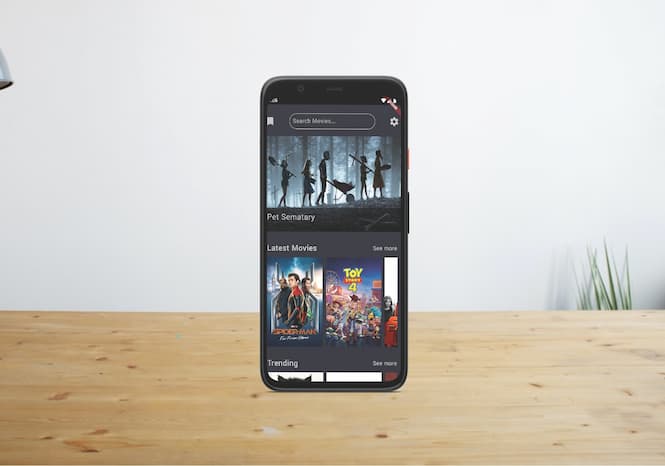 Search Movies...
Pet Sematary
Latest Movies
See more
TOY
STORY
4
SPIDER-MAN
Far From Home
Trending
See more